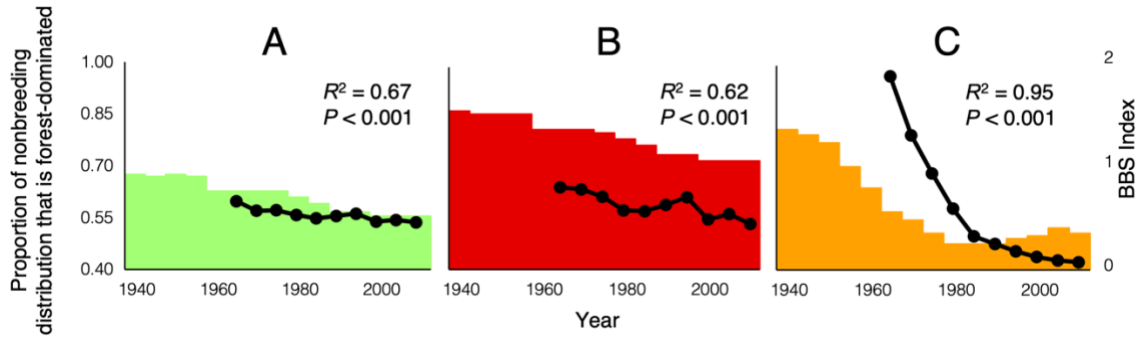 A
B
C
Proportion of nonbreeding
distribution that is forest-dominated
1.00
0.85
0.70
0.55
0.40
R² = 0.67
P < 0.001
R² = 0.62
P < 0.001
R² = 0.95
P < 0.001
2
1
0
BBS Index
1940 1960 1980 2000
1940 1960 1980 2000
1940 1960 1980 2000
Year